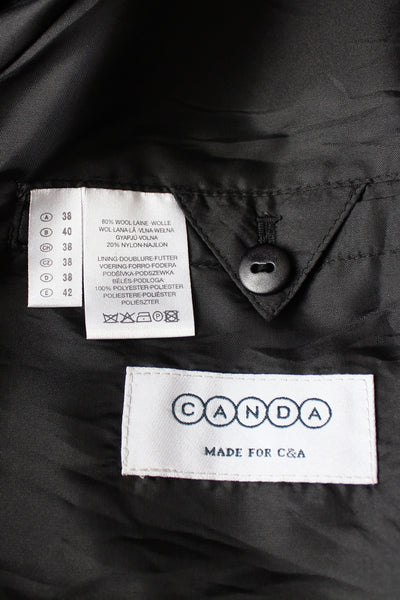 A 38
B 40
CH 38
CZ 38
D 38
E 42
80% WOOL·LAINE·WOLLE
WOL·LANA·LÃ·VLNA·WEŁNA
GYAPJÚ·VOLNA
20% NYLON·NAJLON
LINING·DOUBLURE·FUTTER
VOERING·FORRO·FODERA
PODŠÍVKA·PODSZEWKA
BÉLÉS·PODLOGA
100% POLYESTER·POLIESTER
POLIESTERE·POLIÉSTER
POLIÉSZTER
CANDA
MADE FOR C&A